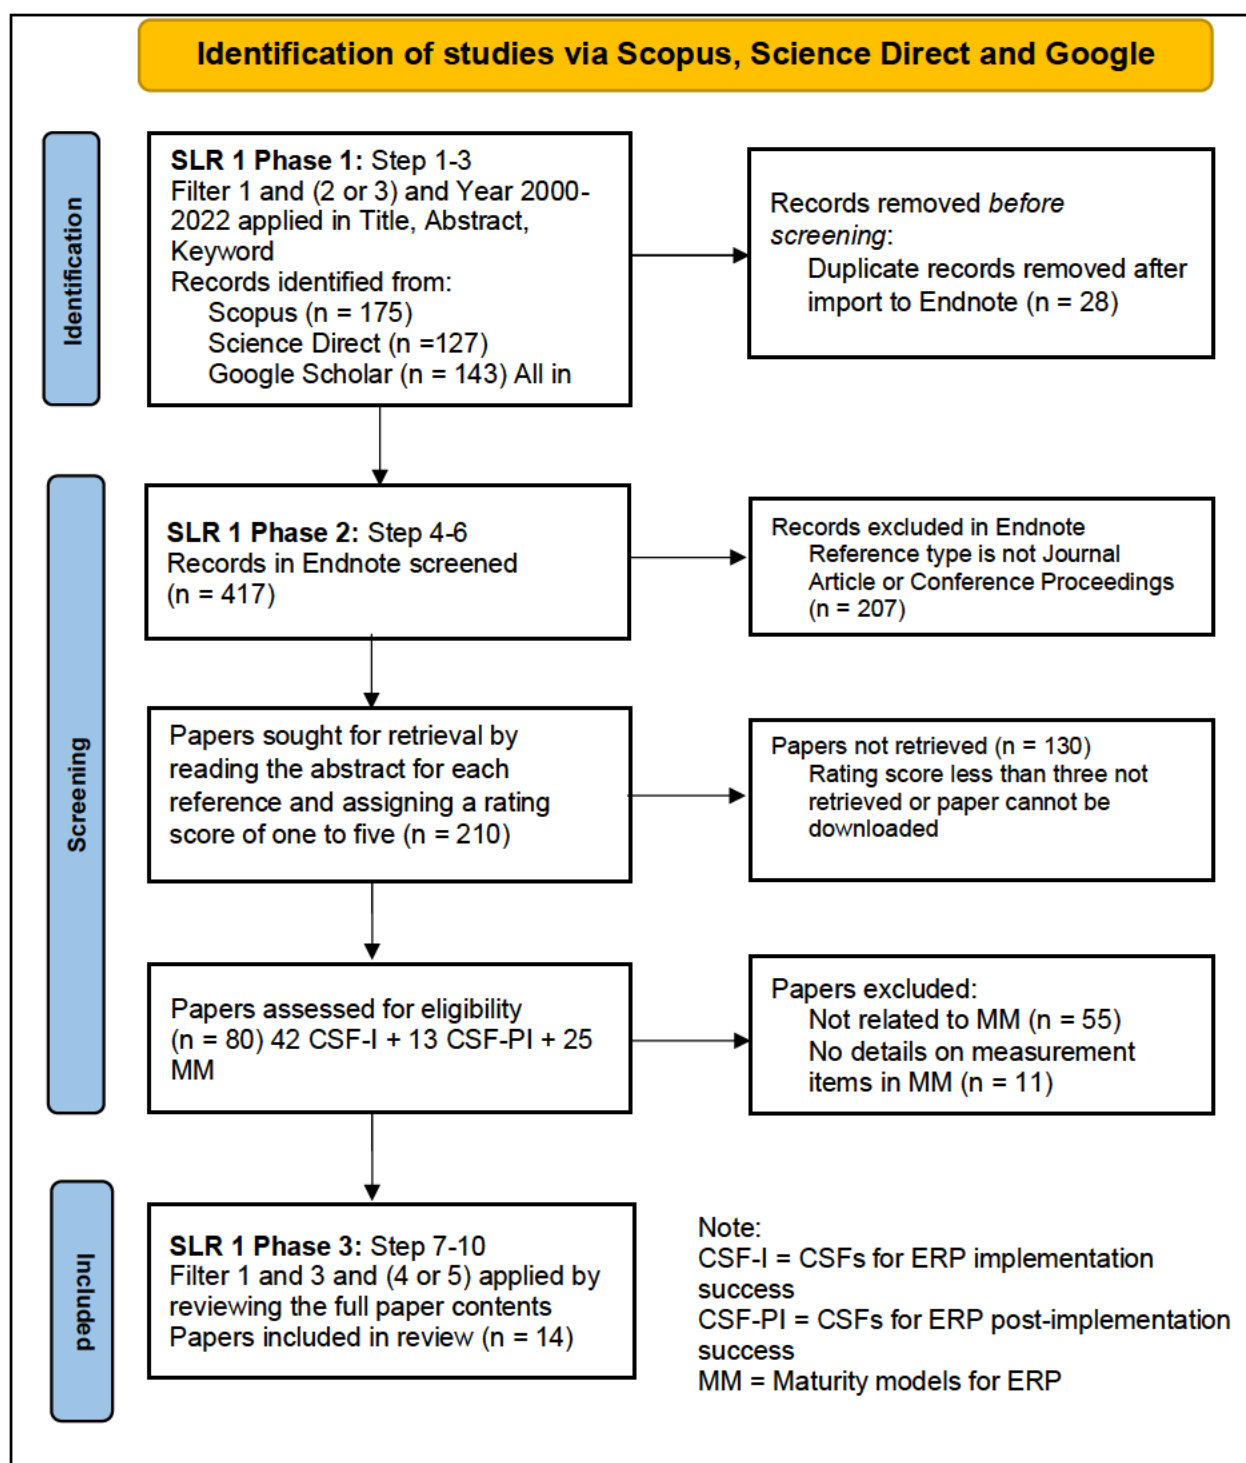 Identification of studies via Scopus, Science Direct and Google
Identification
SLR 1 Phase 1: Step 1-3
Filter 1 and (2 or 3) and Year 2000-
2022 applied in Title, Abstract,
Keyword
Records identified from:
Scopus (n = 175)
Science Direct (n =127)
Google Scholar (n = 143) All in
Records removed before
screening:
Duplicate records removed after
import to Endnote (n = 28)
Screening
SLR 1 Phase 2: Step 4-6
Records in Endnote screened
(n = 417)
Records excluded in Endnote
Reference type is not Journal
Article or Conference Proceedings
(n = 207)
Papers sought for retrieval by
reading the abstract for each
reference and assigning a rating
score of one to five (n = 210)
Papers not retrieved (n = 130)
Rating score less than three not
retrieved or paper cannot be
downloaded
Papers assessed for eligibility
(n = 80) 42 CSF-I + 13 CSF-PI + 25
MM
Papers excluded:
Not related to MM (n = 55)
No details on measurement
items in MM (n = 11)
Included
SLR 1 Phase 3: Step 7-10
Filter 1 and 3 and (4 or 5) applied by
reviewing the full paper contents
Papers included in review (n = 14)
Note:
CSF-I = CSFs for ERP implementation
success
CSF-PI = CSFs for ERP post-implementation
success
MM = Maturity models for ERP